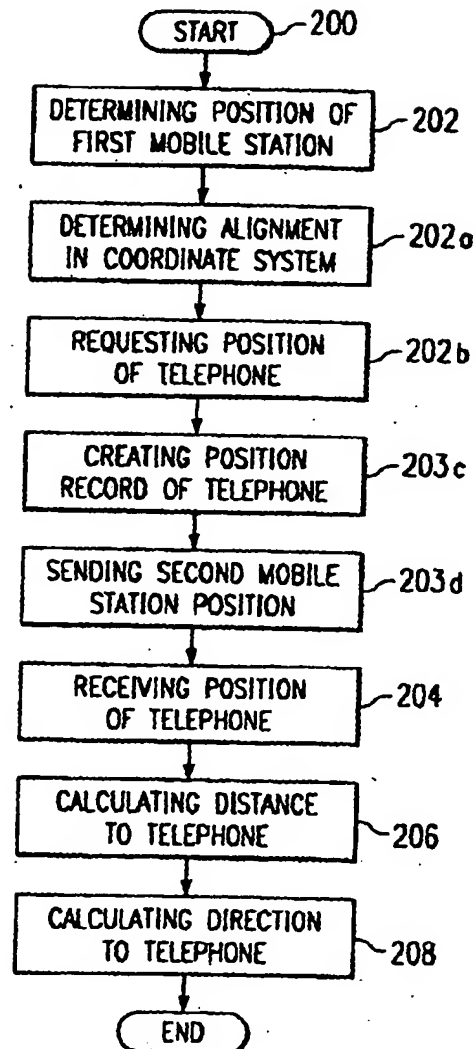 START 200
DETERMINING POSITION OF
FIRST MOBILE STATION 202
DETERMINING ALIGNMENT
IN COORDINATE SYSTEM 202a
REQUESTING POSITION
OF TELEPHONE 202b
CREATING POSITION
RECORD OF TELEPHONE 203c
SENDING SECOND MOBILE
STATION POSITION 203d
RECEIVING POSITION
OF TELEPHONE 204
CALCULATING DISTANCE
TO TELEPHONE 206
CALCULATING DIRECTION
TO TELEPHONE 208
END